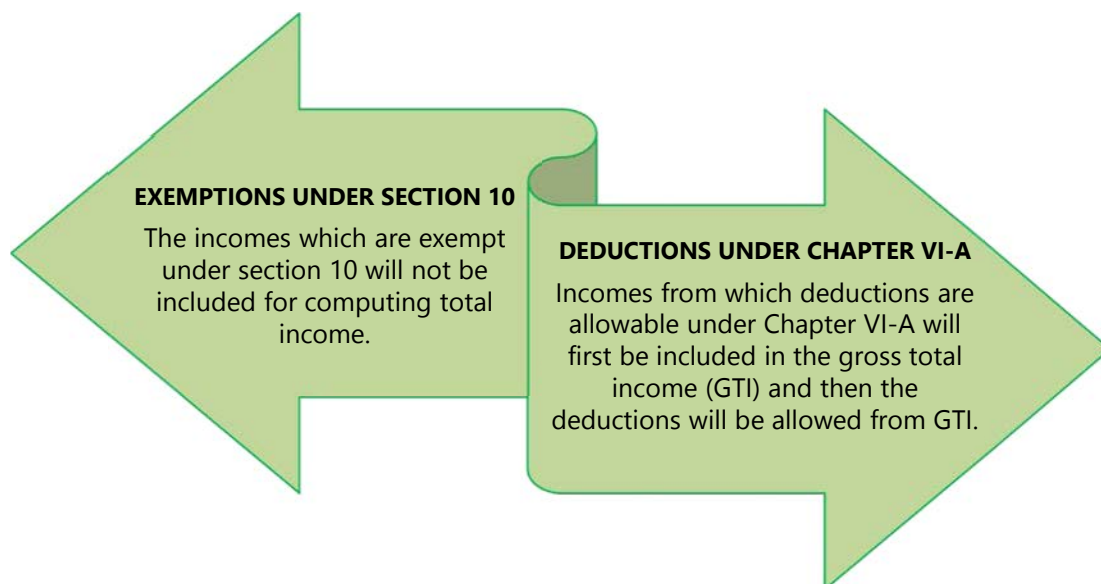 EXEMPTIONS UNDER SECTION 10
The incomes which are exempt
under section 10 will not be
included for computing total
income.
DEDUCTIONS UNDER CHAPTER VI-A
Incomes from which deductions are
allowable under Chapter VI-A will
first be included in the gross total
income (GTI) and then the
deductions will be allowed from GTI.